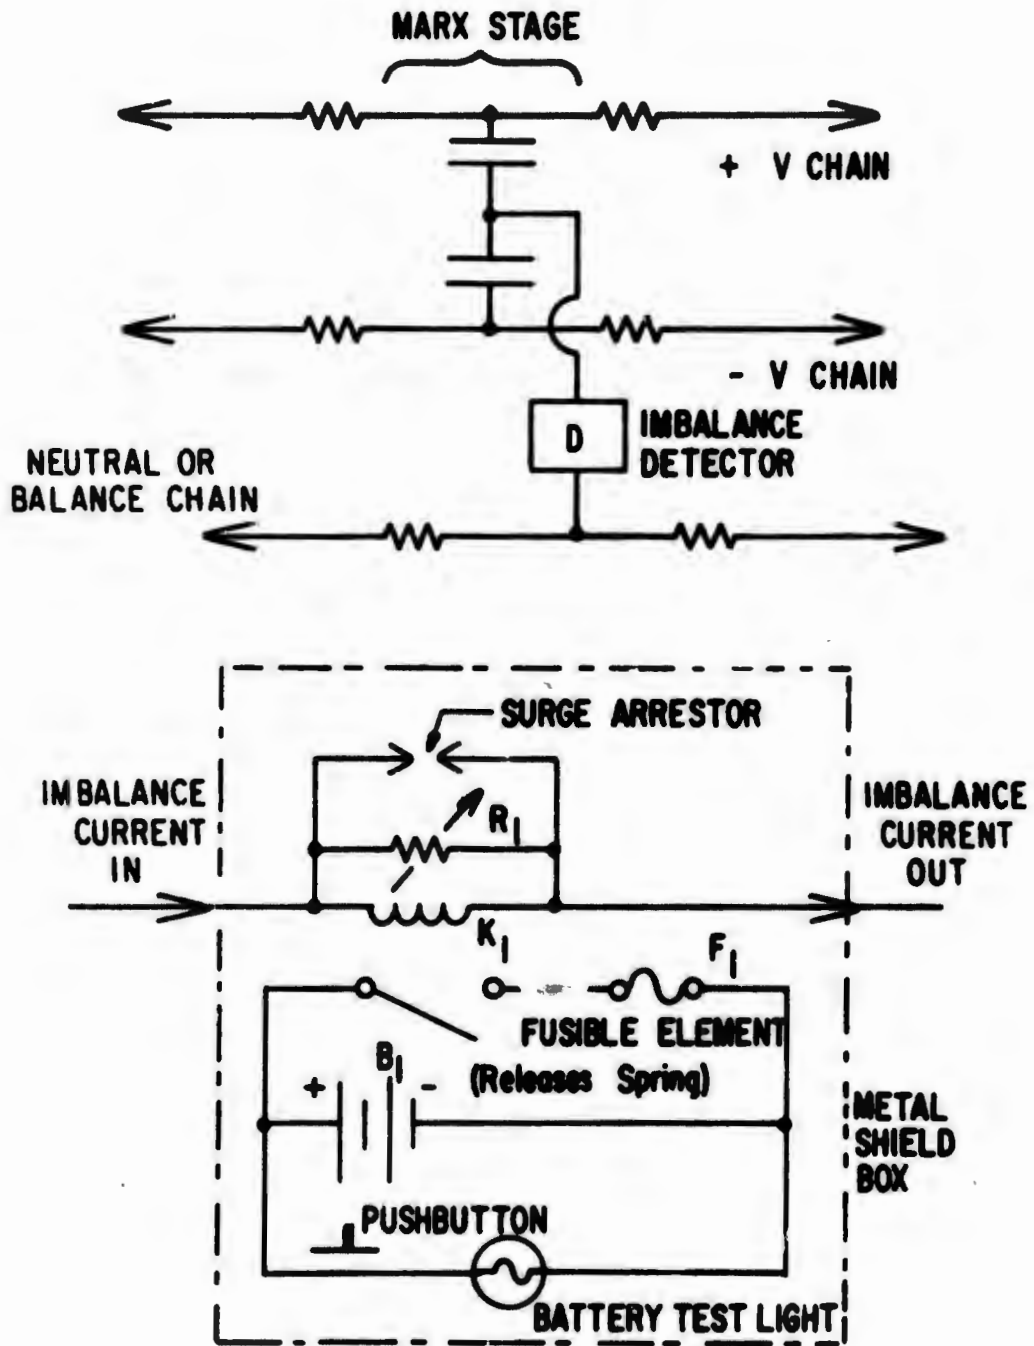 MARX STAGE
+ V CHAIN
- V CHAIN
D
IMBALANCE
DETECTOR
NEUTRAL OR
BALANCE CHAIN
SURGE ARRESTOR
IMBALANCE
CURRENT
IN
R1
IMBALANCE
CURRENT
OUT
K1
F1
FUSIBLE ELEMENT
(Releases Spring)
B1
+ -
METAL
SHIELD
BOX
PUSHBUTTON
BATTERY TEST LIGHT